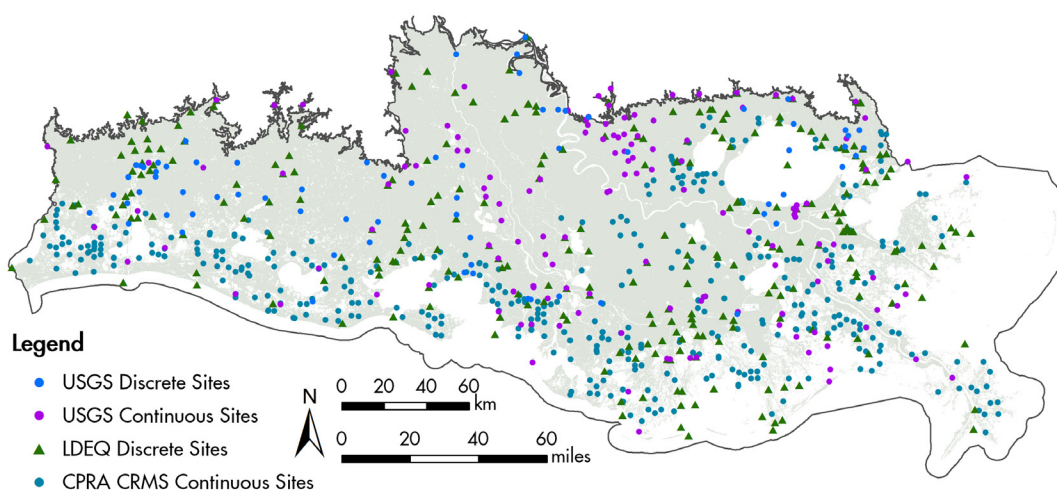 Legend
USGS Discrete Sites
USGS Continuous Sites
LDEQ Discrete Sites
CPRA CRMS Continuous Sites
N
0 20 40 60
km
0 20 40 60
miles